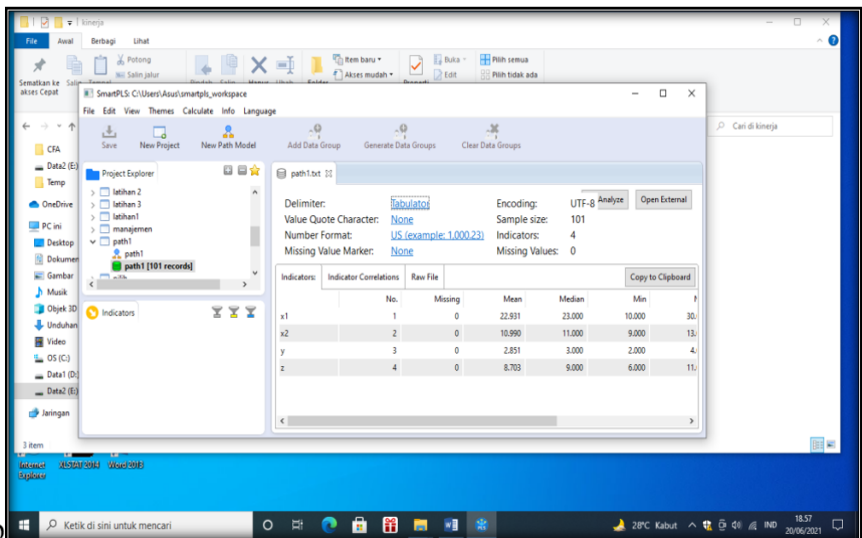 kinerja
File Awal Berbagi Lihat
Sematkan ke
akses Cepat
Potong
Salin jalur
Item baru
Akses mudah
Buka
Edit
Pilih semua
Pilih tidak ada
SmartPLS: C:\Users\Asus\smartpls_workspace
File Edit View Themes Calculate Info Language
Save New Project New Path Model Add Data Group Generate Data Groups Clear Data Groups
Cari di kinerja
CFA
Data2 (E:)
Temp
OneDrive
PC ini
Desktop
Dokumen
Gambar
Musik
Objek 3D
Unduhan
Video
OS (C:)
Data1 (D:)
Data2 (E:)
Jaringan
3 item
Project Explorer
latihan 2
latihan 3
latihan1
manajemen
path1
path1
path1 [101 records]
Indicators
path1.txt
Delimiter: Tabulator Encoding: UTF-8 Analyze Open External
Value Quote Character: None Sample size: 101
Number Format: US (example: 1,000.23) Indicators: 4
Missing Value Marker: None Missing Values: 0
Indicators: Indicator Correlations Raw File Copy to Clipboard
No. Missing Mean Median Min
x1 1 0 22.931 23.000 10.000 30.
x2 2 0 10.990 11.000 9.000 13.
y 3 0 2.851 3.000 2.000 4.
z 4 0 8.703 9.000 6.000 11.
Internet
Explorer
XLSTAT 2014
Word 2013
Ketik di sini untuk mencari
28°C Kabut IND
18.57
20/06/2021